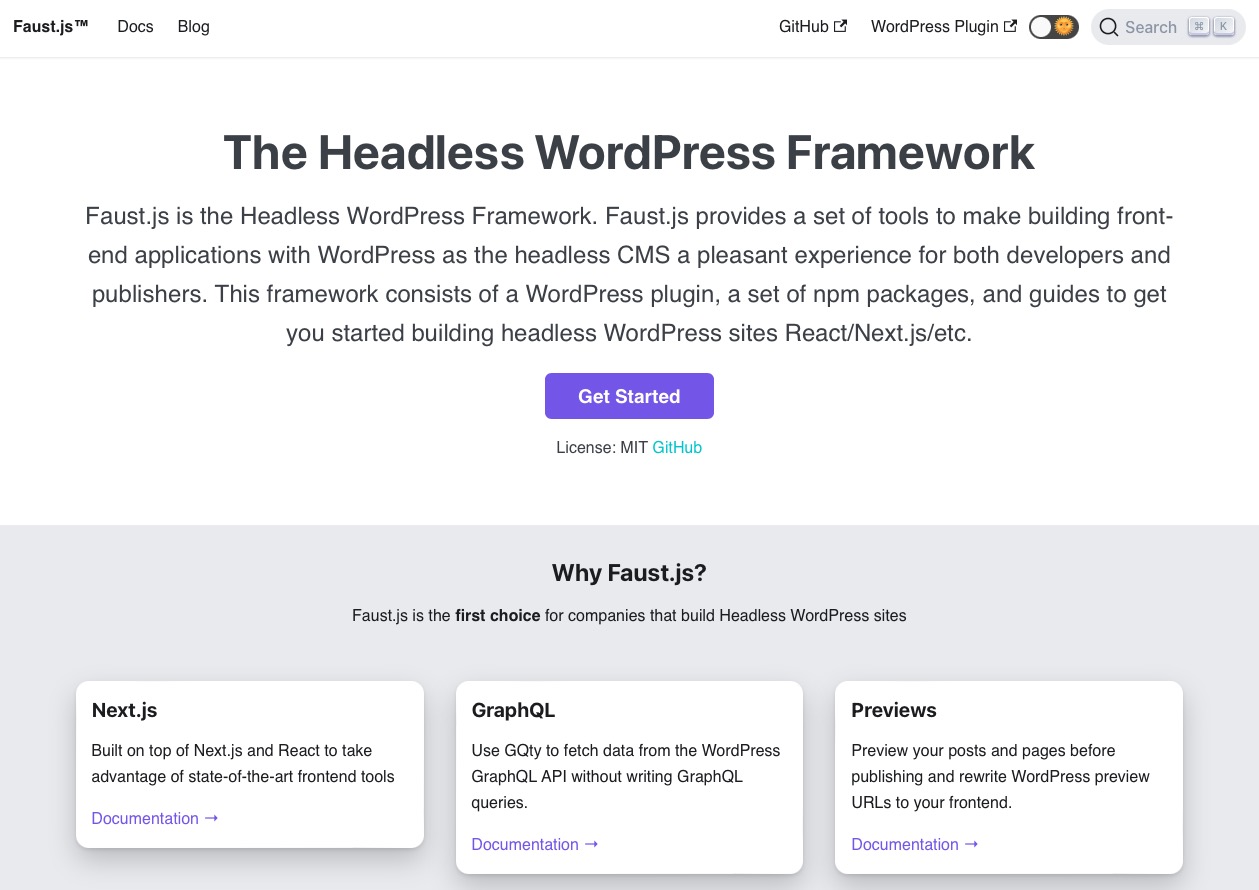 Faust.js™ Docs Blog GitHub WordPress Plugin Search ⌘ K
The Headless WordPress Framework
Faust.js is the Headless WordPress Framework. Faust.js provides a set of tools to make building front-
end applications with WordPress as the headless CMS a pleasant experience for both developers and
publishers. This framework consists of a WordPress plugin, a set of npm packages, and guides to get
you started building headless WordPress sites React/Next.js/etc.
Get Started
License: MIT GitHub
Why Faust.js?
Faust.js is the first choice for companies that build Headless WordPress sites
Next.js
Built on top of Next.js and React to take
advantage of state-of-the-art frontend tools
Documentation →
GraphQL
Use GQty to fetch data from the WordPress
GraphQL API without writing GraphQL
queries.
Documentation →
Previews
Preview your posts and pages before
publishing and rewrite WordPress preview
URLs to your frontend.
Documentation →